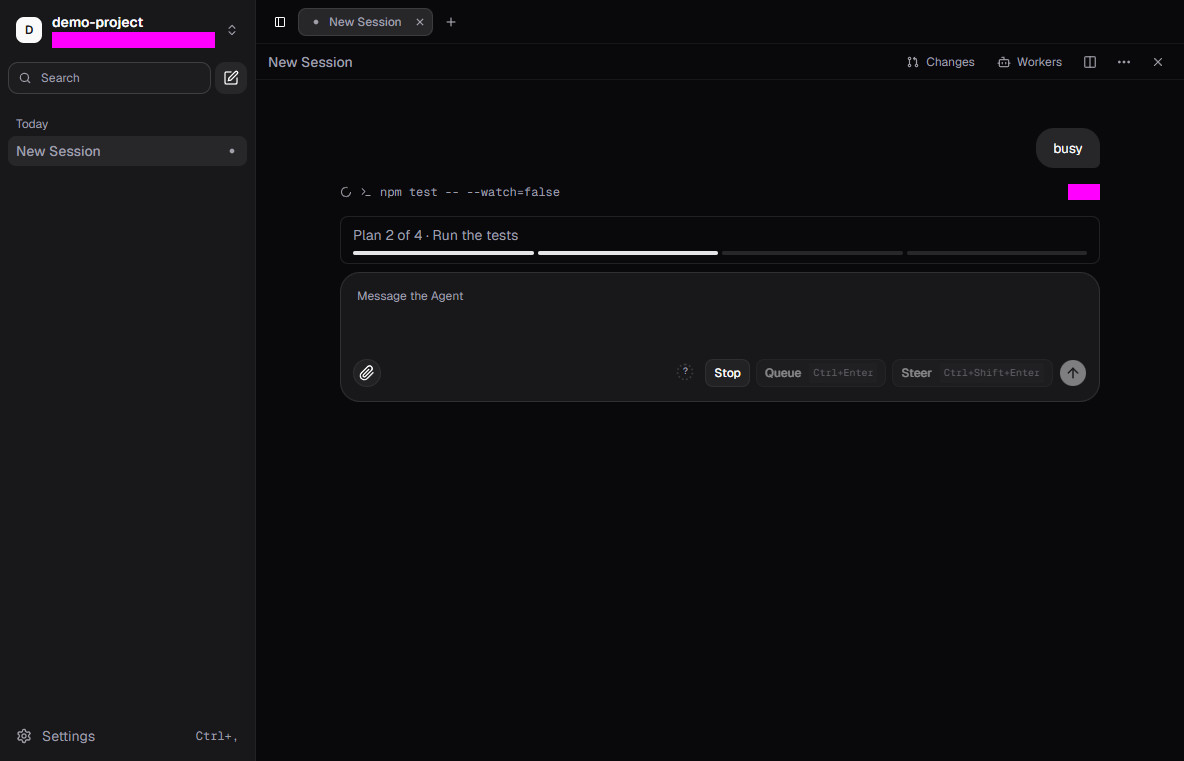 D
demo-project
Search
Today
New Session
Settings
Ctrl+,
New Session
New Session
Changes
Workers
busy
>_ npm test -- --watch=false
Plan 2 of 4 · Run the tests
Message the Agent
?
Stop
Queue Ctrl+Enter
Steer Ctrl+Shift+Enter